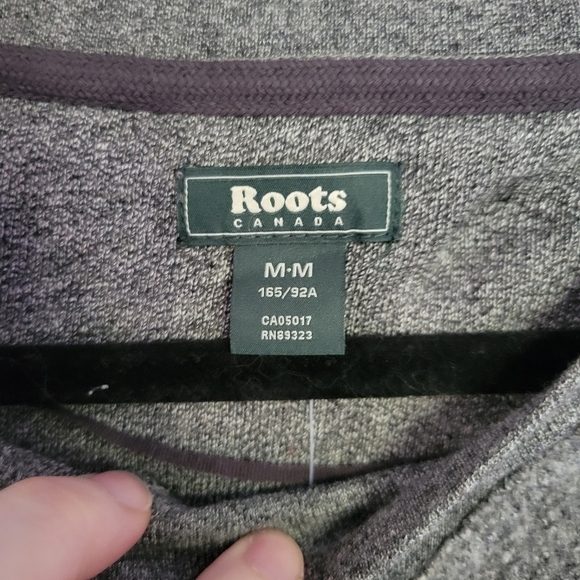 Roots
CANADA
M·M
165/92A
CA05017
RN89323